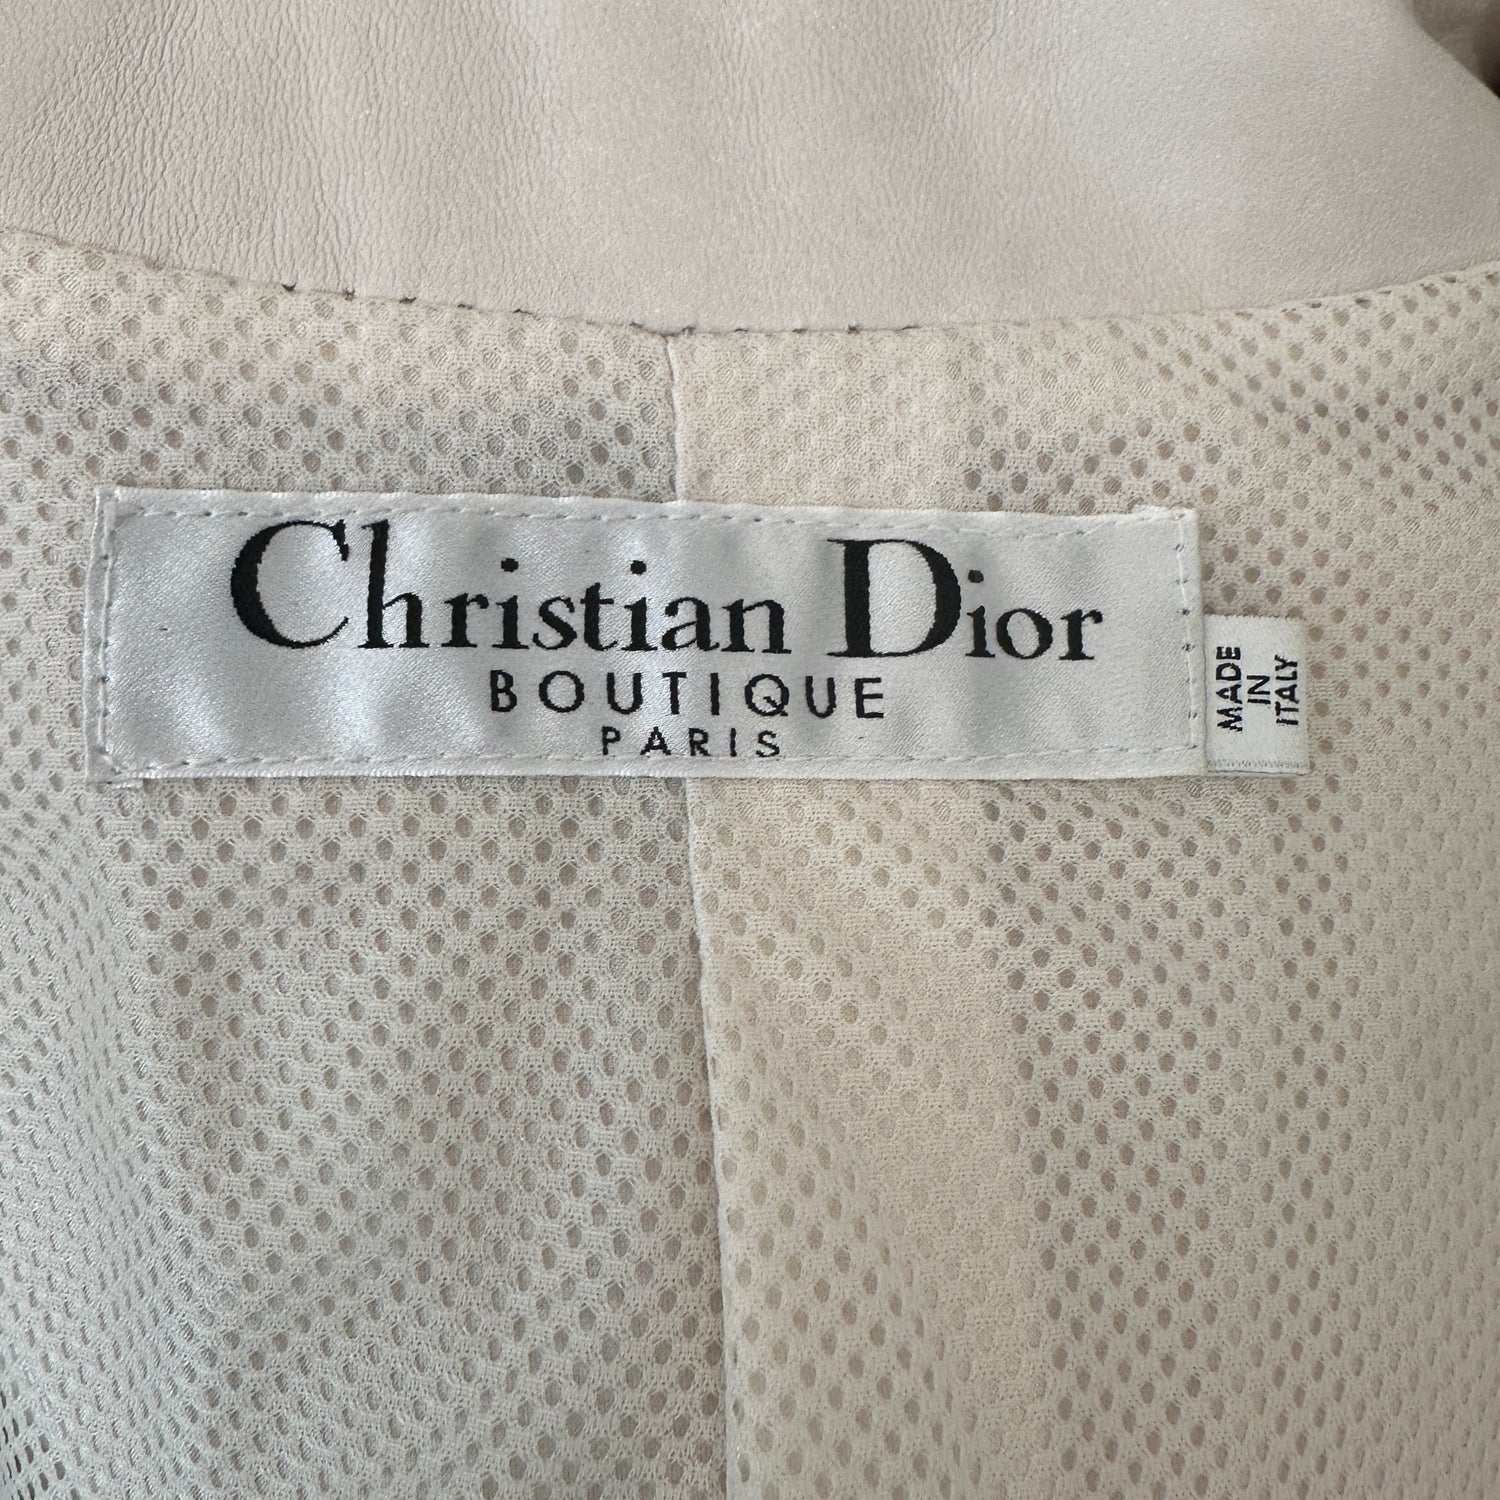 Christian Dior
BOUTIQUE
PARIS
MADE
IN
ITALY